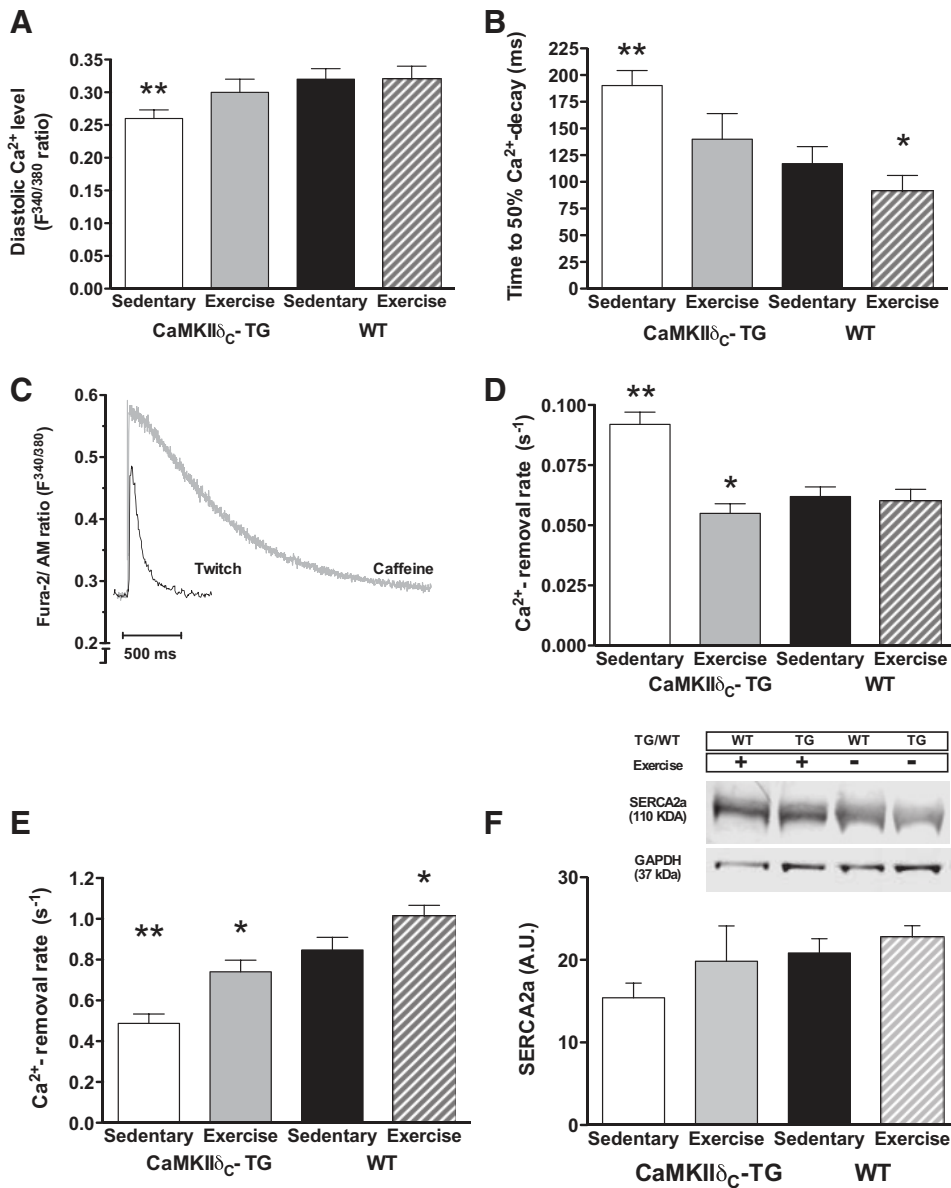 A
Diastolic Ca2+ level
(F340/380 ratio)
0.35
0.30
0.25
0.20
0.15
0.10
0.05
0.00
**
Sedentary Exercise Sedentary Exercise
CaMKIIδC- TG WT
B
Time to 50% Ca2+-decay (ms)
225
200
175
150
125
100
75
50
25
0
**
*
Sedentary Exercise Sedentary Exercise
CaMKIIδC- TG WT
C
Fura-2/ AM ratio (F340/380)
0.6
0.5
0.4
0.3
0.2
Twitch
Caffeine
500 ms
D
Ca2+- removal rate (s-1)
0.100
0.075
0.050
0.025
0.000
**
*
Sedentary Exercise Sedentary Exercise
CaMKIIδC- TG WT
E
Ca2+- removal rate (s-1)
1.2
1.0
0.8
0.6
0.4
0.2
0.0
**
*
*
Sedentary Exercise Sedentary Exercise
CaMKIIδC- TG WT
F
TG/WT WT TG WT TG
Exercise + + - -
SERCA2a
(110 KDA)
GAPDH
(37 kDa)
SERCA2a (A.U.)
30
20
10
0
Sedentary Exercise Sedentary Exercise
CaMKIIδC-TG WT